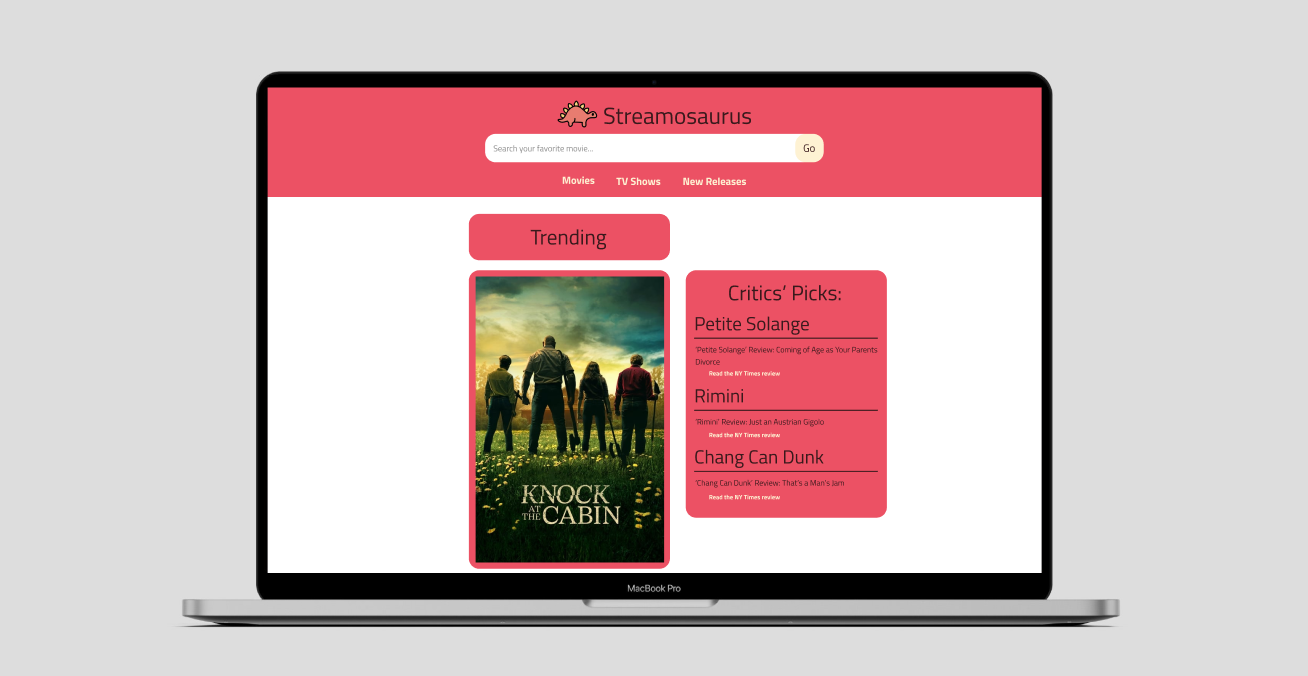 Streamosaurus
Search your favorite movie...
Go
Movies TV Shows New Releases
Trending
KNOCK
AT THE CABIN
Critics' Picks:
Petite Solange
'Petite Solange' Review: Coming of Age as Your Parents
Divorce
Read the NY Times review
Rimini
'Rimini' Review: Just an Austrian Gigolo
Read the NY Times review
Chang Can Dunk
'Chang Can Dunk' Review: That's a Man's Jam
Read the NY Times review
MacBook Pro